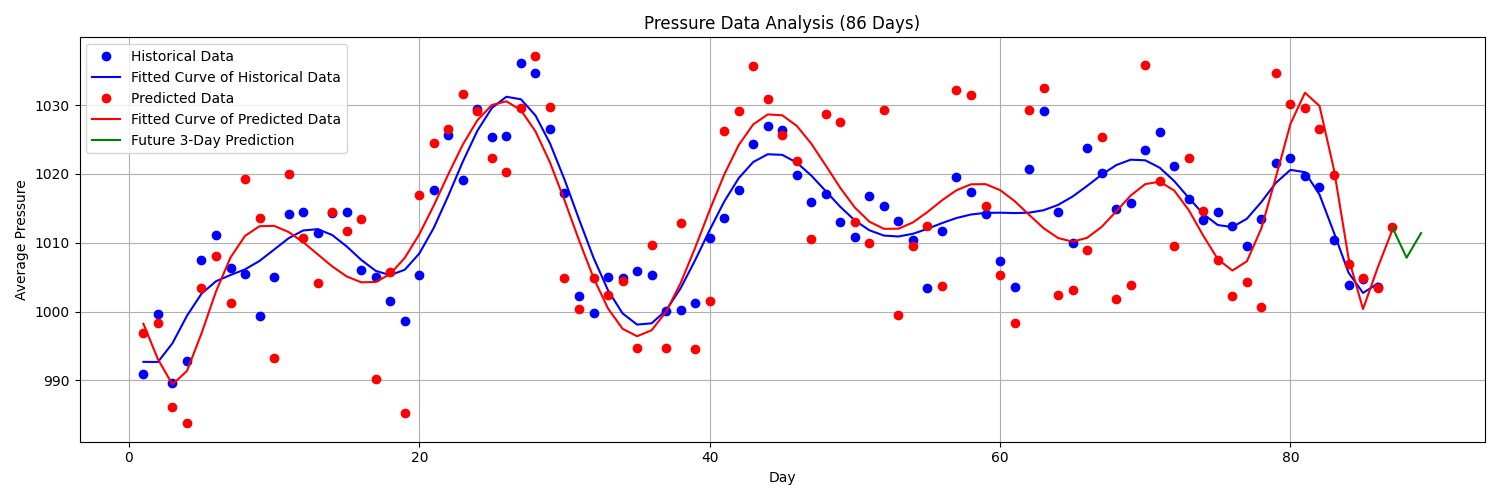 Pressure Data Analysis (86 Days)
Historical Data
Fitted Curve of Historical Data
Predicted Data
Fitted Curve of Predicted Data
Future 3-Day Prediction
Average Pressure
1030
1020
1010
1000
990
0 20 40 60 80
Day